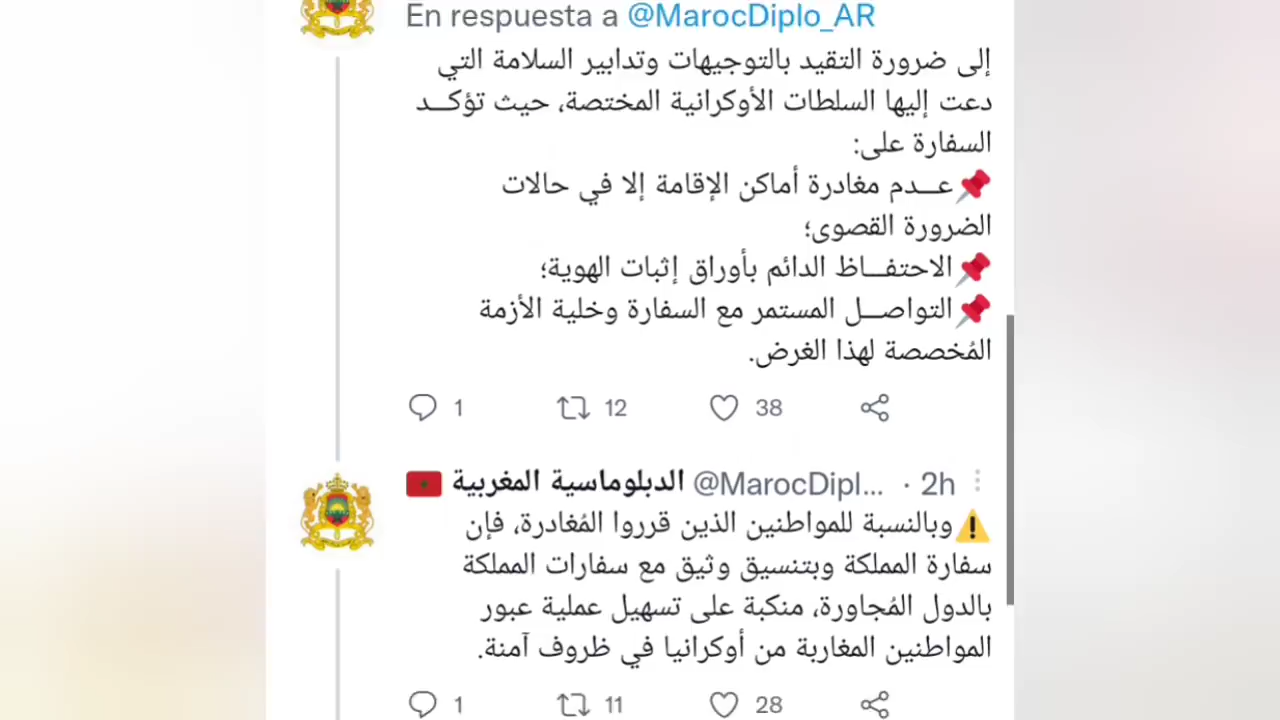 En respuesta a @MarocDiplo_AR
إلى ضرورة التقيد بالتوجيهات وتدابير السلامة التي
دعت إليها السلطات الأوكرانية المختصة، حيث تؤكــد
السفارة على:
📌عــدم مغادرة أماكن الإقامة إلا في حالات
الضرورة القصوى؛
📌الاحتفــاظ الدائم بأوراق إثبات الهوية؛
📌التواصــل المستمر مع السفارة وخلية الأزمة
المُخصصة لهذا الغرض.
1 12 38
الدبلوماسية المغربية @MarocDipl... · 2h
⚠️وبالنسبة للمواطنين الذين قرروا المُغادرة، فإن
سفارة المملكة وبتنسيق وثيق مع سفارات المملكة
بالدول المُجاورة، منكبة على تسهيل عملية عبور
المواطنين المغاربة من أوكرانيا في ظروف آمنة.
1 11 28